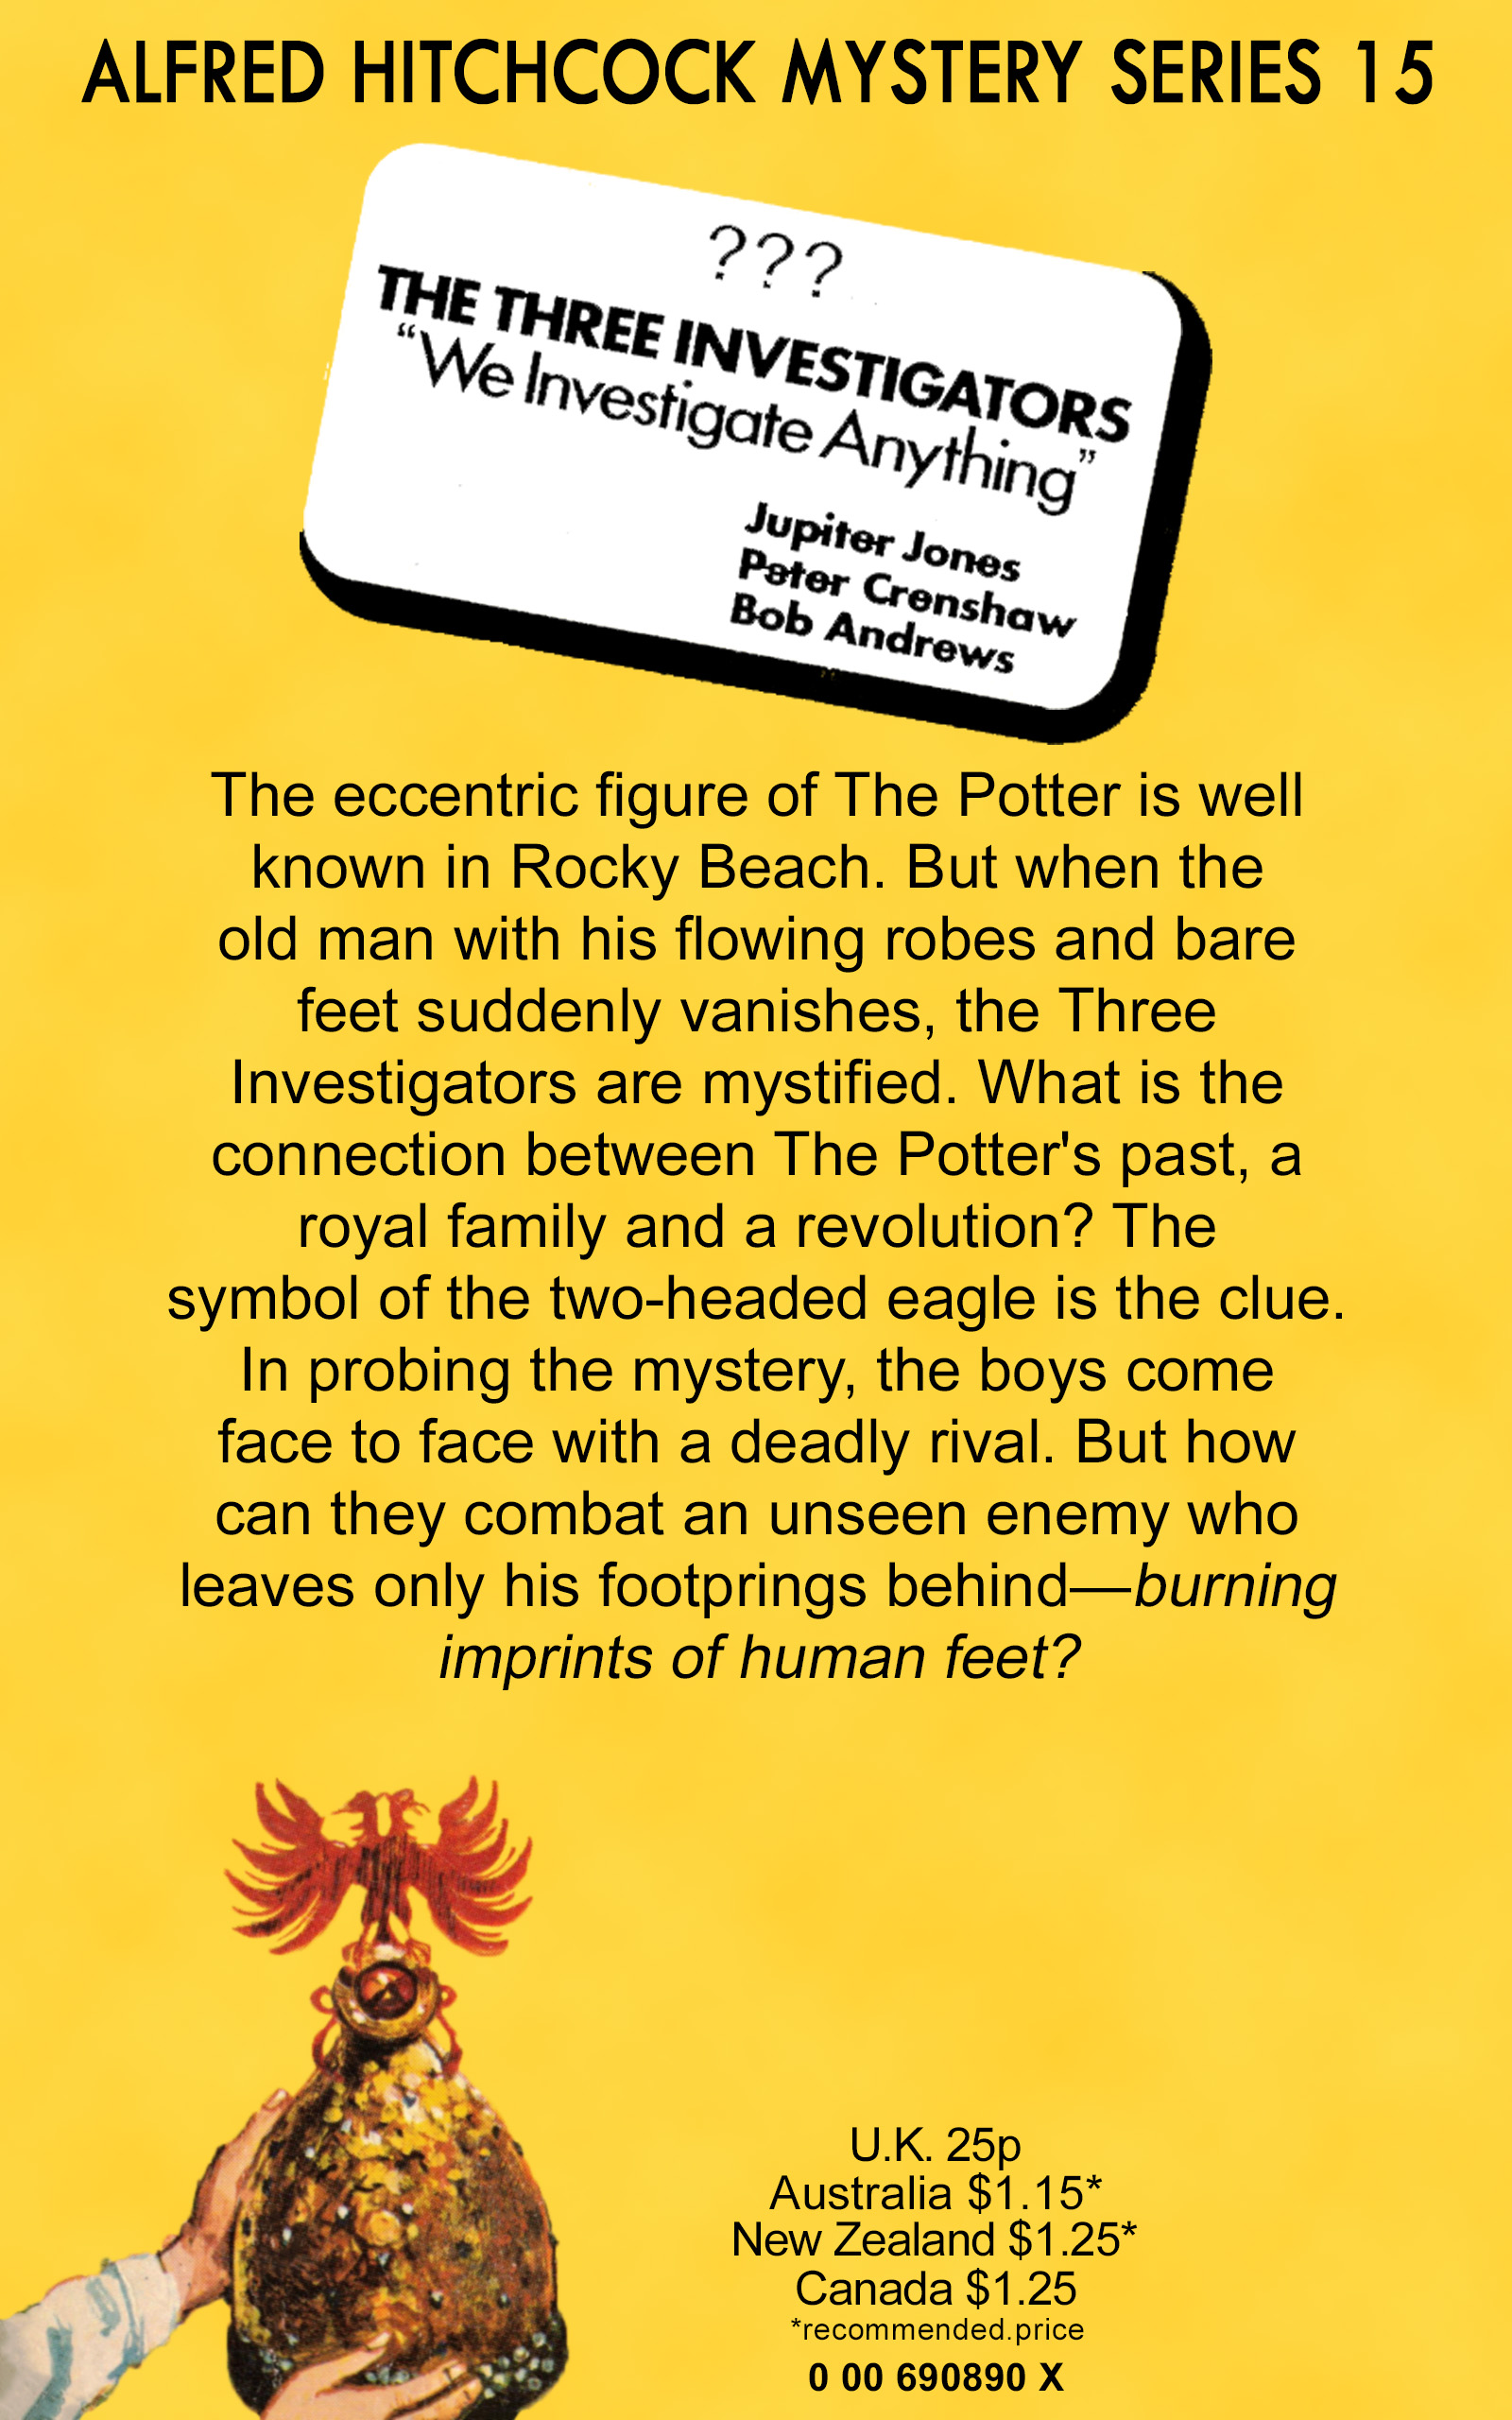 ALFRED HITCHCOCK MYSTERY SERIES 15
???
THE THREE INVESTIGATORS
“We Investigate Anything”
Jupiter Jones
Peter Crenshaw
Bob Andrews
The eccentric figure of The Potter is well
known in Rocky Beach. But when the
old man with his flowing robes and bare
feet suddenly vanishes, the Three
Investigators are mystified. What is the
connection between The Potter's past, a
royal family and a revolution? The
symbol of the two-headed eagle is the clue.
In probing the mystery, the boys come
face to face with a deadly rival. But how
can they combat an unseen enemy who
leaves only his footprings behind—burning
imprints of human feet?
U.K. 25p
Australia $1.15*
New Zealand $1.25*
Canada $1.25
*recommended.price
0 00 690890 X